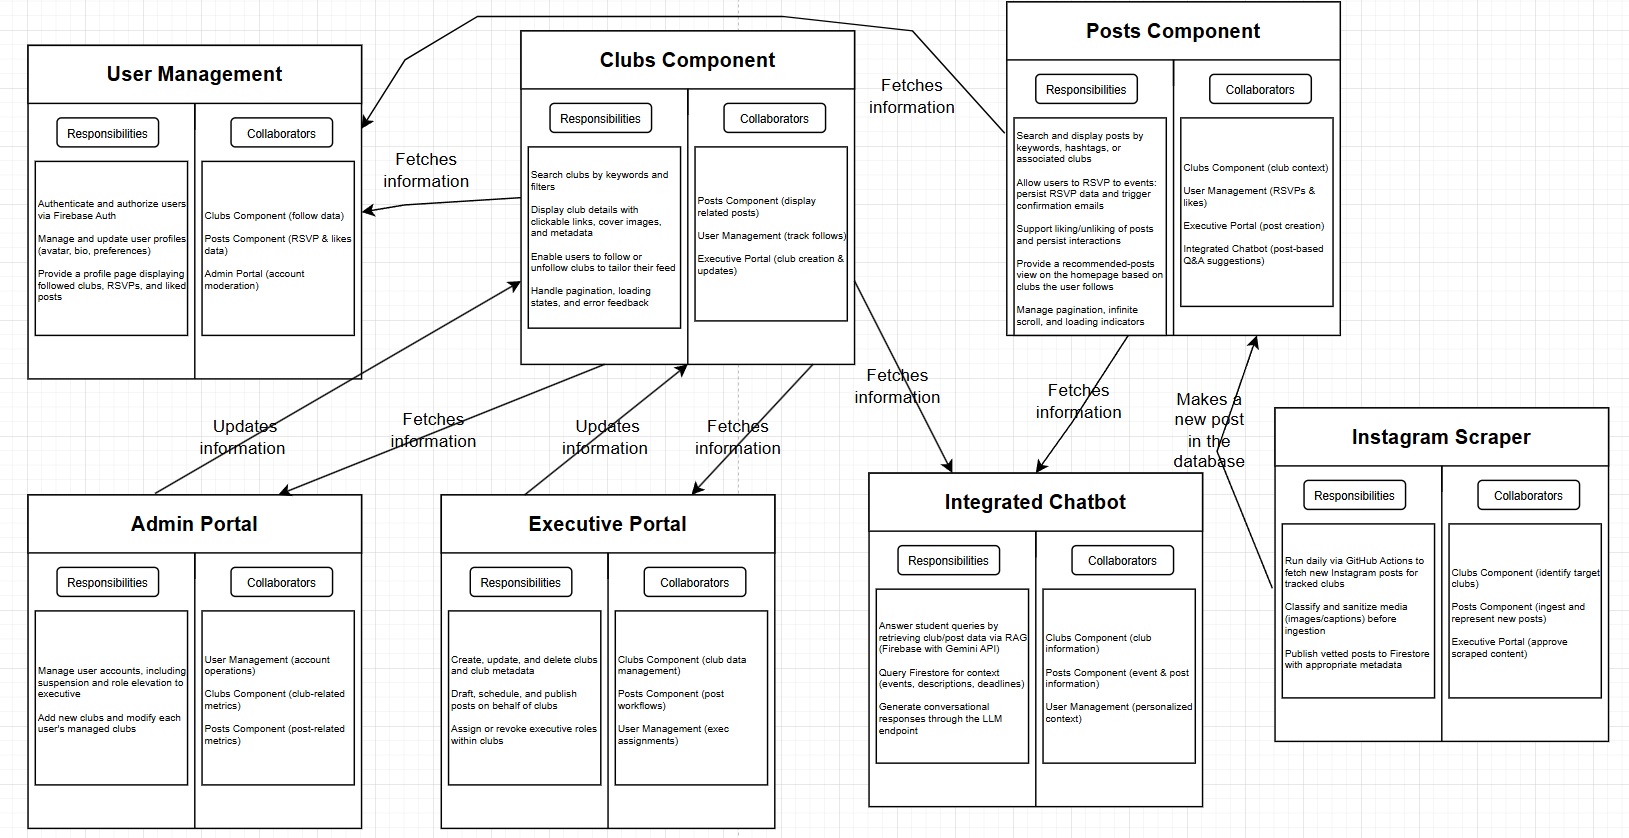 User Management
Responsibilities
Collaborators
Authenticate and authorize users
via Firebase Auth
Manage and update user profiles
(avatar, bio, preferences)
Provide a profile page displaying
followed clubs, RSVPs, and liked
posts
Clubs Component (follow data)
Posts Component (RSVP & likes
data)
Admin Portal (account
moderation)
Fetches
information
Clubs Component
Responsibilities
Collaborators
Search clubs by keywords and
filters
Display club details with
clickable links, cover images,
and metadata
Enable users to follow or
unfollow clubs to tailor their feed
Handle pagination, loading
states, and error feedback
Posts Component (display
related posts)
User Management (track follows)
Executive Portal (club creation &
updates)
Fetches
information
Posts Component
Responsibilities
Collaborators
Search and display posts by
keywords, hashtags, or
associated clubs
Allow users to RSVP to events:
persist RSVP data and trigger
confirmation emails
Support liking/unliking of posts
and persist interactions
Provide a recommended-posts
view on the homepage based on
clubs the user follows
Manage pagination, infinite
scroll, and loading indicators
Clubs Component (club context)
User Management (RSVPs &
likes)
Executive Portal (post creation)
Integrated Chatbot (post-based
Q&A suggestions)
Updates
information
Fetches
information
Updates
information
Fetches
information
Fetches
information
Fetches
information
Makes a
new post
in the
database
Admin Portal
Responsibilities
Collaborators
Manage user accounts, including
suspension and role elevation to
executive
Add new clubs and modify each
user's managed clubs
User Management (account
operations)
Clubs Component (club-related
metrics)
Posts Component (post-related
metrics)
Executive Portal
Responsibilities
Collaborators
Create, update, and delete clubs
and club metadata
Draft, schedule, and publish
posts on behalf of clubs
Assign or revoke executive roles
within clubs
Clubs Component (club data
management)
Posts Component (post
workflows)
User Management (exec
assignments)
Integrated Chatbot
Responsibilities
Collaborators
Answer student queries by
retrieving club/post data via RAG
(Firebase with Gemini API)
Query Firestore for context
(events, descriptions, deadlines)
Generate conversational
responses through the LLM
endpoint
Clubs Component (club
information)
Posts Component (event & post
information)
User Management (personalized
context)
Instagram Scraper
Responsibilities
Collaborators
Run daily via GitHub Actions to
fetch new Instagram posts for
tracked clubs
Classify and sanitize media
(images/captions) before
ingestion
Publish vetted posts to Firestore
with appropriate metadata
Clubs Component (identify target
clubs)
Posts Component (ingest and
represent new posts)
Executive Portal (approve
scraped content)